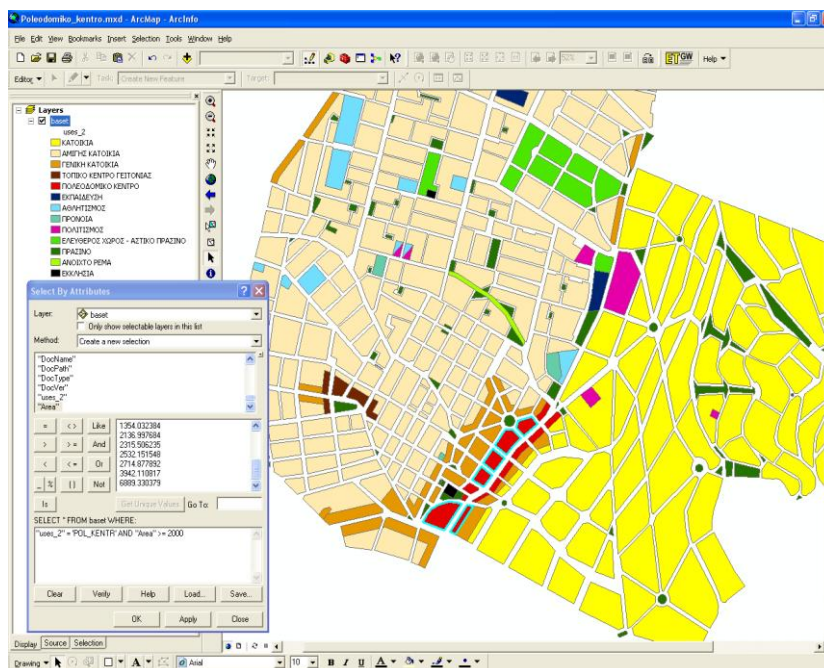 Poleodomiko_kentro.mxd - ArcMap - ArcInfo
File Edit View Bookmarks Insert Selection Tools Window Help
50%
ET GW Help
Editor Task: Create New Feature Target:
Layers
baset
uses_2
ΚΑΤΟΙΚΙΑ
ΑΜΙΓΗΣ ΚΑΤΟΙΚΙΑ
ΓΕΝΙΚΗ ΚΑΤΟΙΚΙΑ
ΤΟΠΙΚΟ ΚΕΝΤΡΟ ΓΕΙΤΟΝΙΑΣ
ΠΟΛΕΟΔΟΜΙΚΟ ΚΕΝΤΡΟ
ΕΚΠΑΙΔΕΥΣΗ
ΑΘΛΗΤΙΣΜΟΣ
ΠΡΟΝΟΙΑ
ΠΟΛΙΤΙΣΜΟΣ
ΕΛΕΥΘΕΡΟΣ ΧΩΡΟΣ - ΑΣΤΙΚΟ ΠΡΑΣΙΝΟ
ΠΡΑΣΙΝΟ
ΑΝΟΙΧΤΟ ΡΕΜΑ
ΕΚΚΛΗΣΙΑ
Select By Attributes
Layer: baset
Only show selectable layers in this list
Method: Create a new selection
"DocName"
"DocPath"
"DocType"
"DocVer"
"uses_2"
"Area"
= < > Like
> > = And
< < = Or
_ % ( ) Not
Is
1354.032384
2136.997684
2315.506235
2532.151548
2714.877892
3942.110817
6889.330379
Get Unique Values Go To:
SELECT * FROM baset WHERE:
"uses_2" = 'POL_KENTR' AND "Area" >= 2000
Clear Verify Help Load... Save...
OK Apply Close
Display Source Selection
Drawing A Arial 10 B I U A